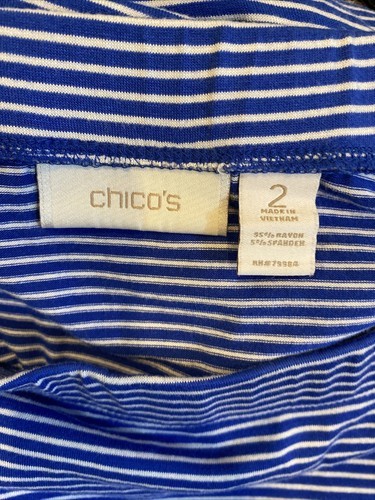 chico's
2
MADE IN
VIETNAM
95% RAYON
5% SPANDEX
RN#79984